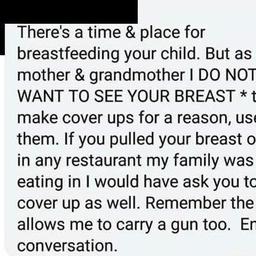 There's a time & place for
breastfeeding your child. But as
mother & grandmother I DO NOT
WANT TO SEE YOUR BREAST * t
make cover ups for a reason, use
them. If you pulled your breast o
in any restaurant my family was
eating in I would have ask you to
cover up as well. Remember the
allows me to carry a gun too. En
conversation.